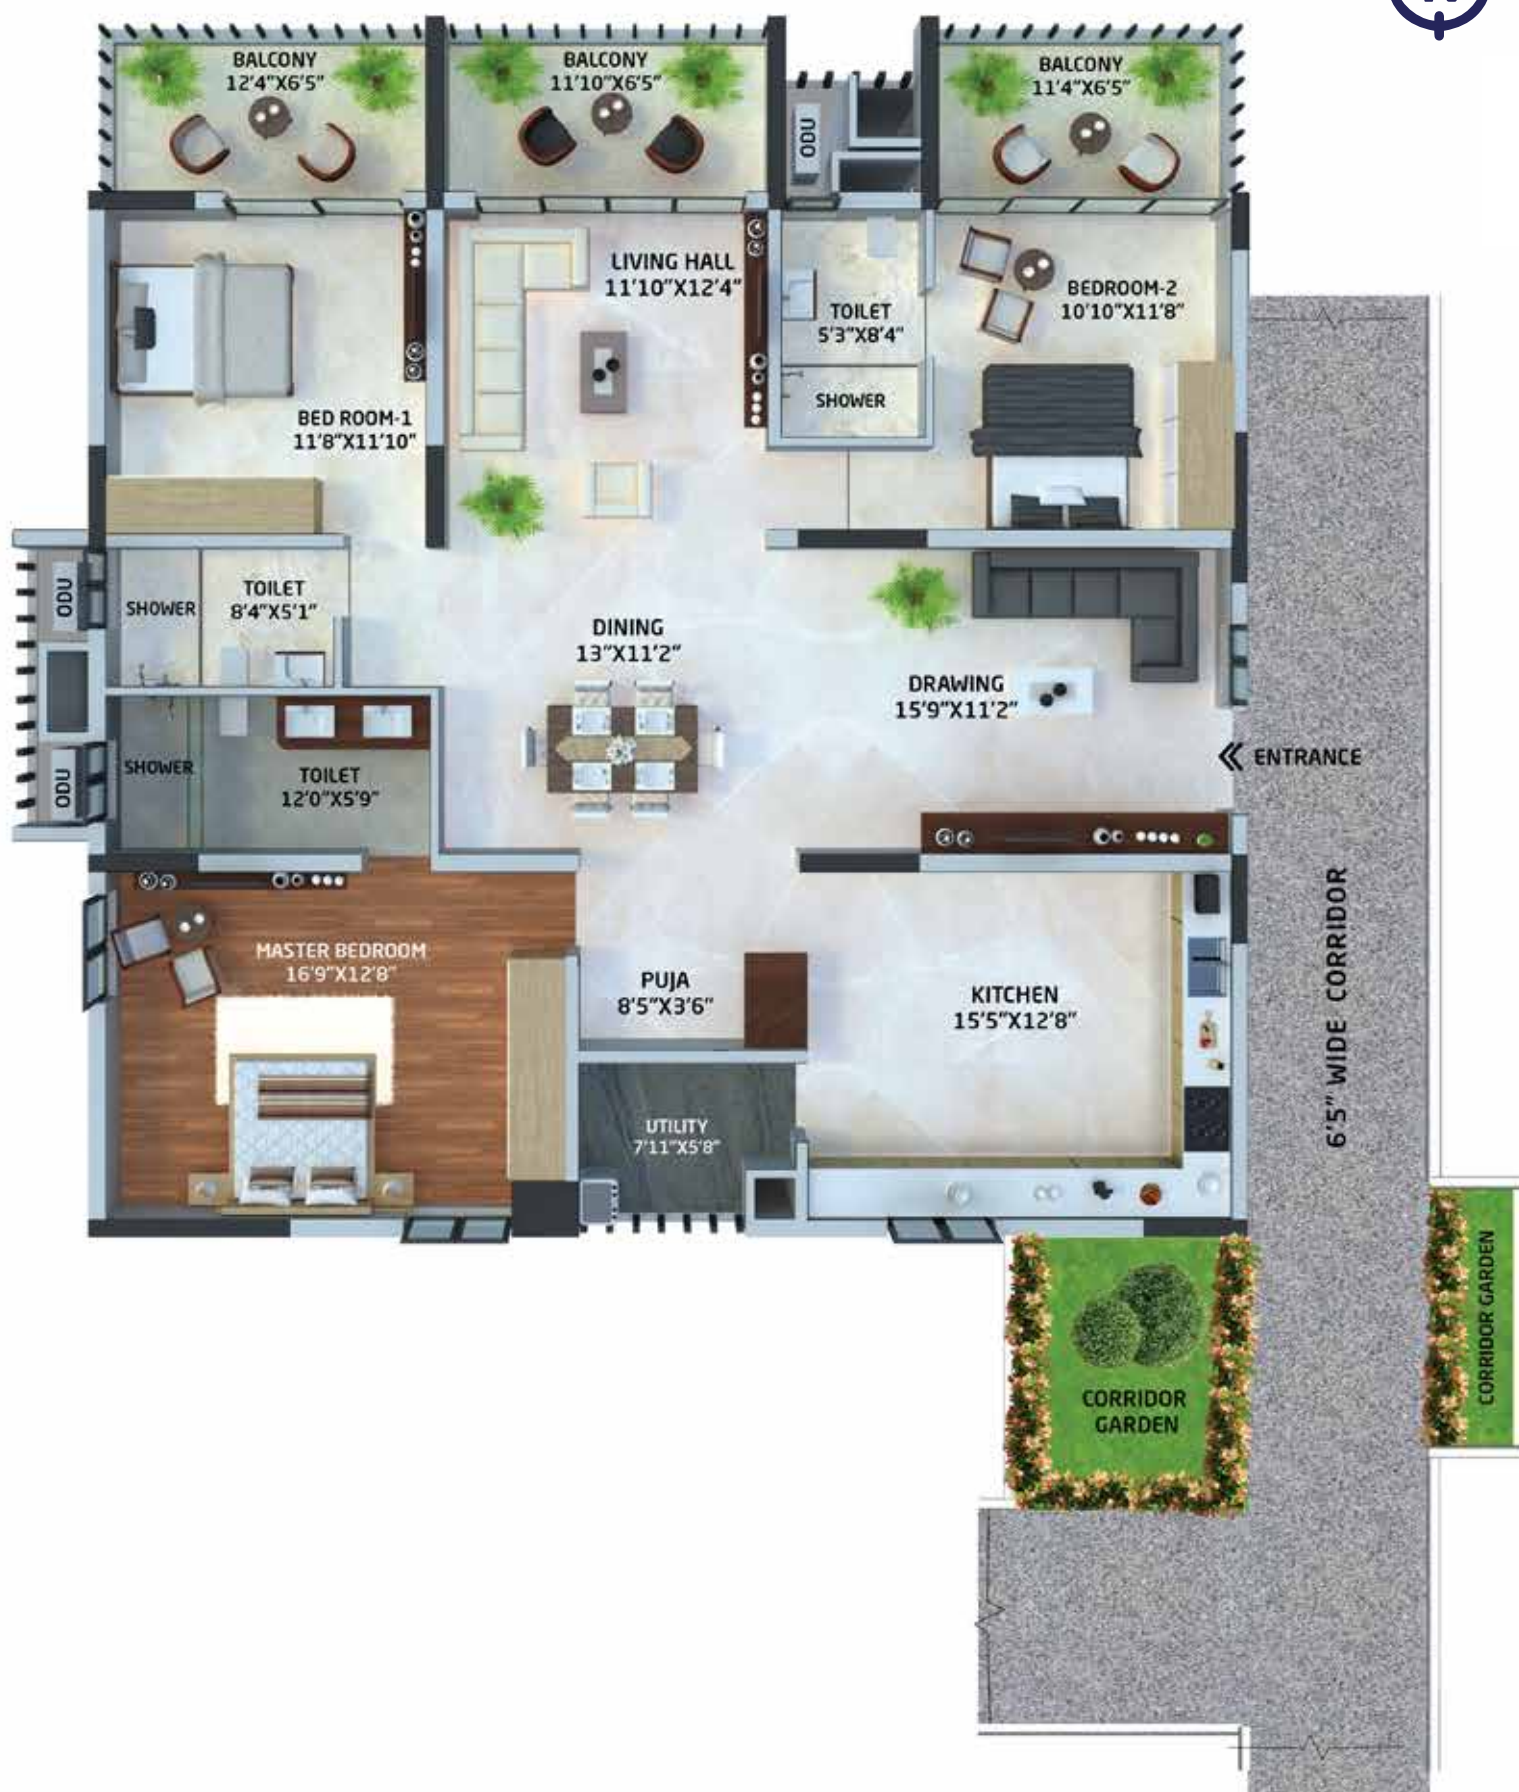 BALCONY
12'4"X6'5"
BALCONY
11'10"X6'5"
BALCONY
11'4"X6'5"
ODU
LIVING HALL
11'10"X12'4"
TOILET
5'3"X8'4"
SHOWER
BEDROOM-2
10'10"X11'8"
BED ROOM-1
11'8"X11'10"
ODU
SHOWER
TOILET
8'4"X5'1"
DINING
13"X11'2"
DRAWING
15'9"X11'2"
ENTRANCE
ODU
SHOWER
TOILET
12'0"X5'9"
MASTER BEDROOM
16'9"X12'8"
PUJA
8'5"X3'6"
KITCHEN
15'5"X12'8"
UTILITY
7'11"X5'8"
6'5" WIDE CORRIDOR
CORRIDOR
GARDEN
CORRIDOR GARDEN